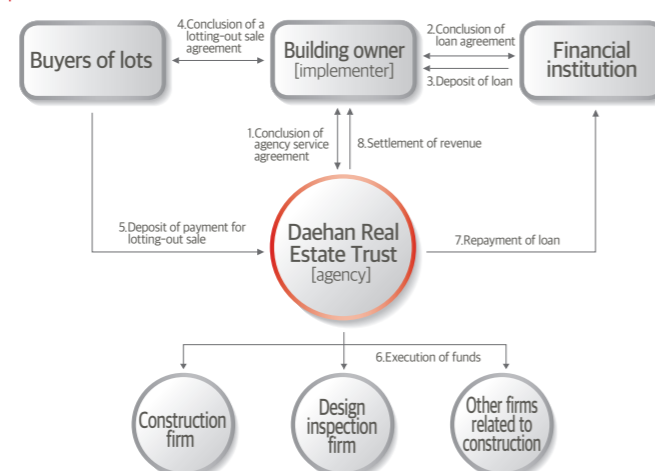 4.Conclusion of a
lotting-out sale
agreement
2.Conclusion of
loan agreement
Buyers of lots
Building owner
[implementer]
Financial
institution
3.Deposit of loan
1.Conclusion of
agency service
agreement
8.Settlement of revenue
5.Deposit of payment for
lotting-out sale
Daehan Real
Estate Trust
[agency]
7.Repayment of loan
6.Execution of funds
Construction
firm
Design
inspection
firm
Other firms
related to
construction